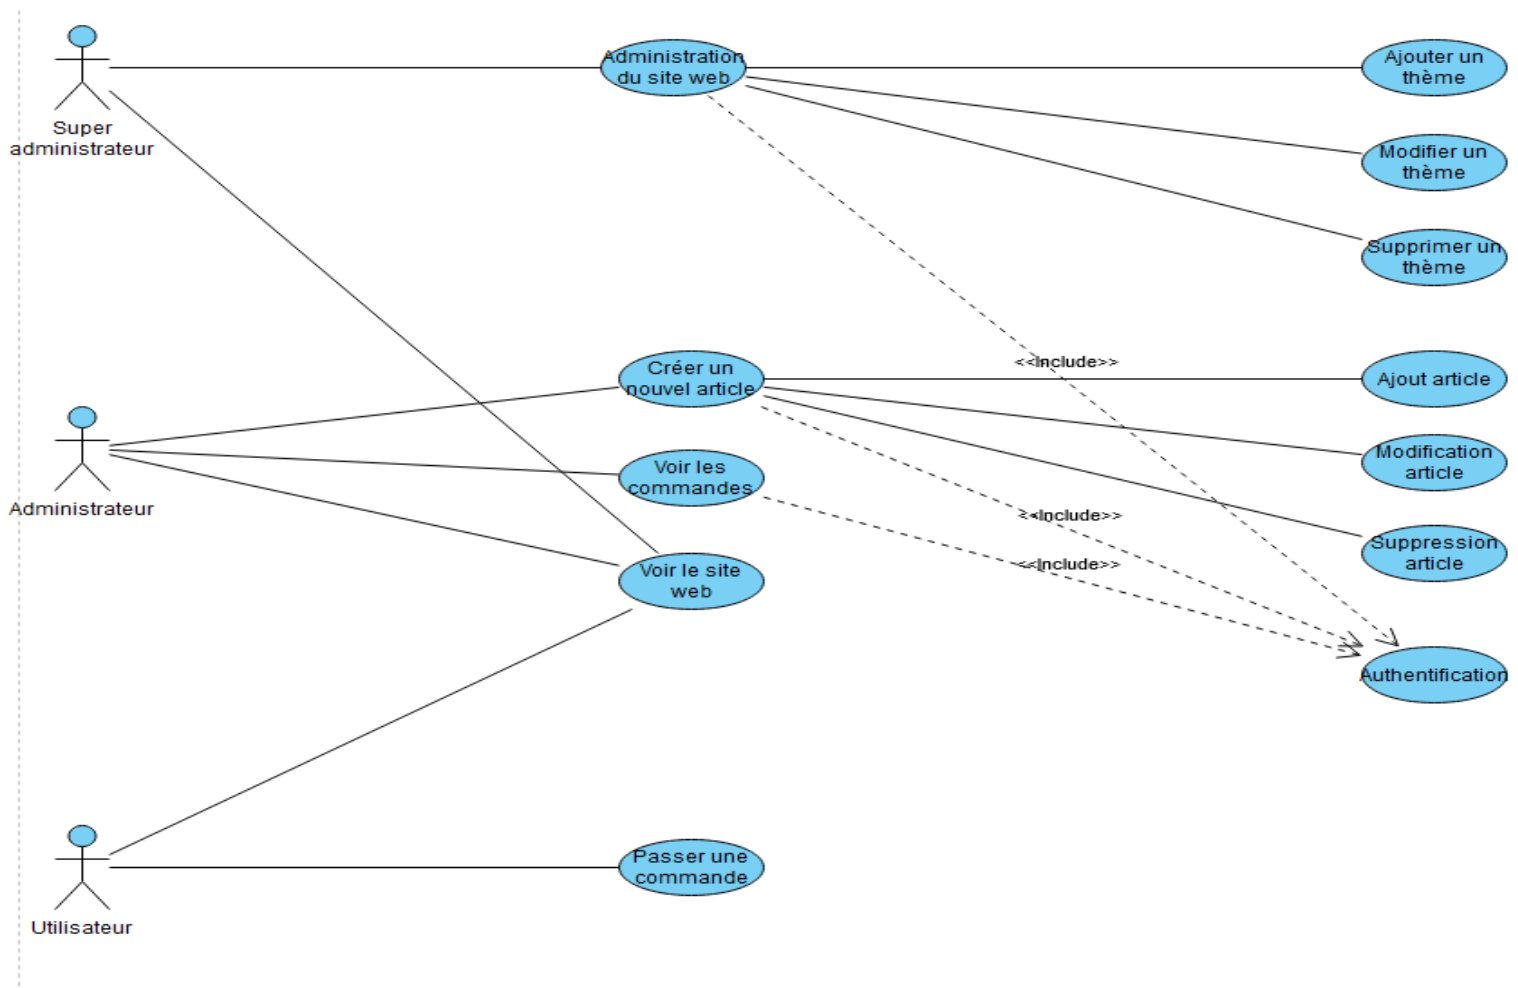 Super
administrateur
Administration
du site web
Ajouter un
thème
Modifier un
thème
Supprimer un
thème
<<Include>>
Créer un
nouvel article
Ajout article
Administrateur
Voir les
commandes
Modification
article
<<Include>>
Suppression
article
<<Include>>
Voir le site
web
Authentification
Utilisateur
Passer une
commande